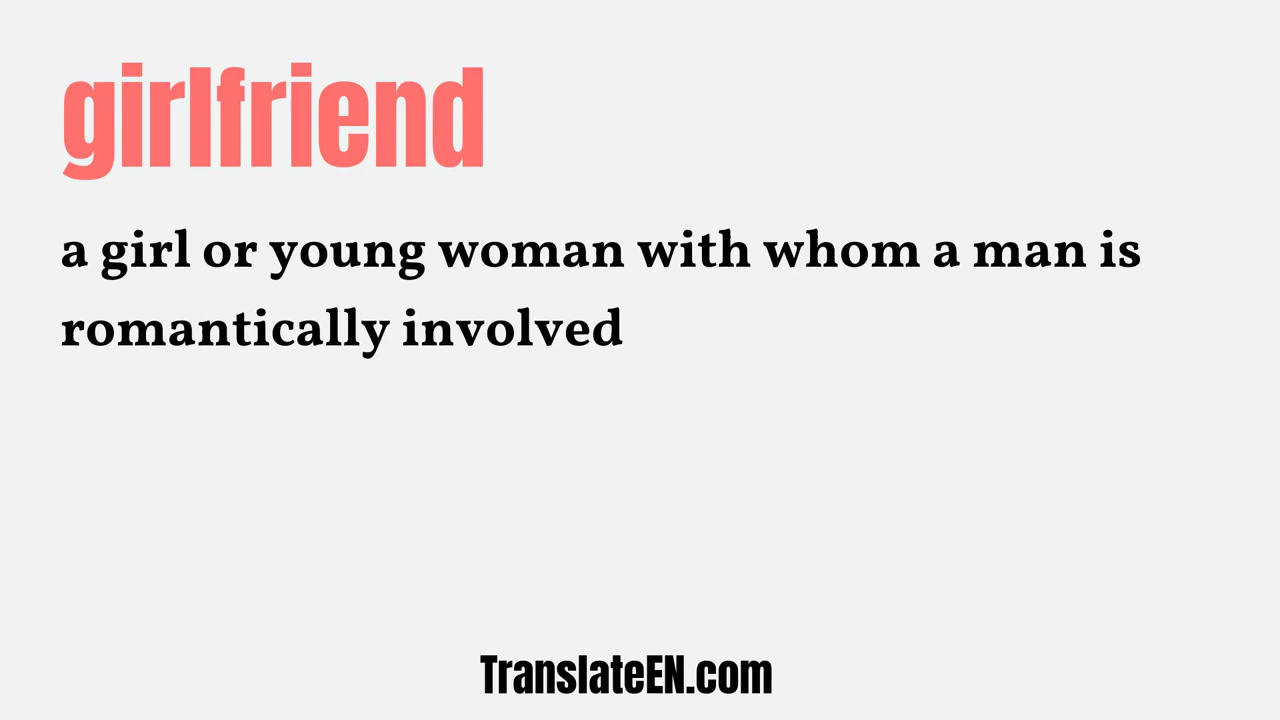 girlfriend
a girl or young woman with whom a man is
romantically involved
TranslateEN.com